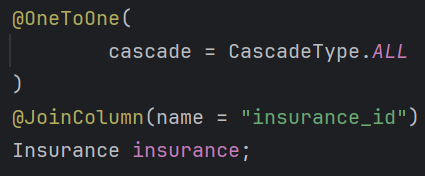 @OneToOne(
        cascade = CascadeType.ALL
)
@JoinColumn(name = "insurance_id")
Insurance insurance;